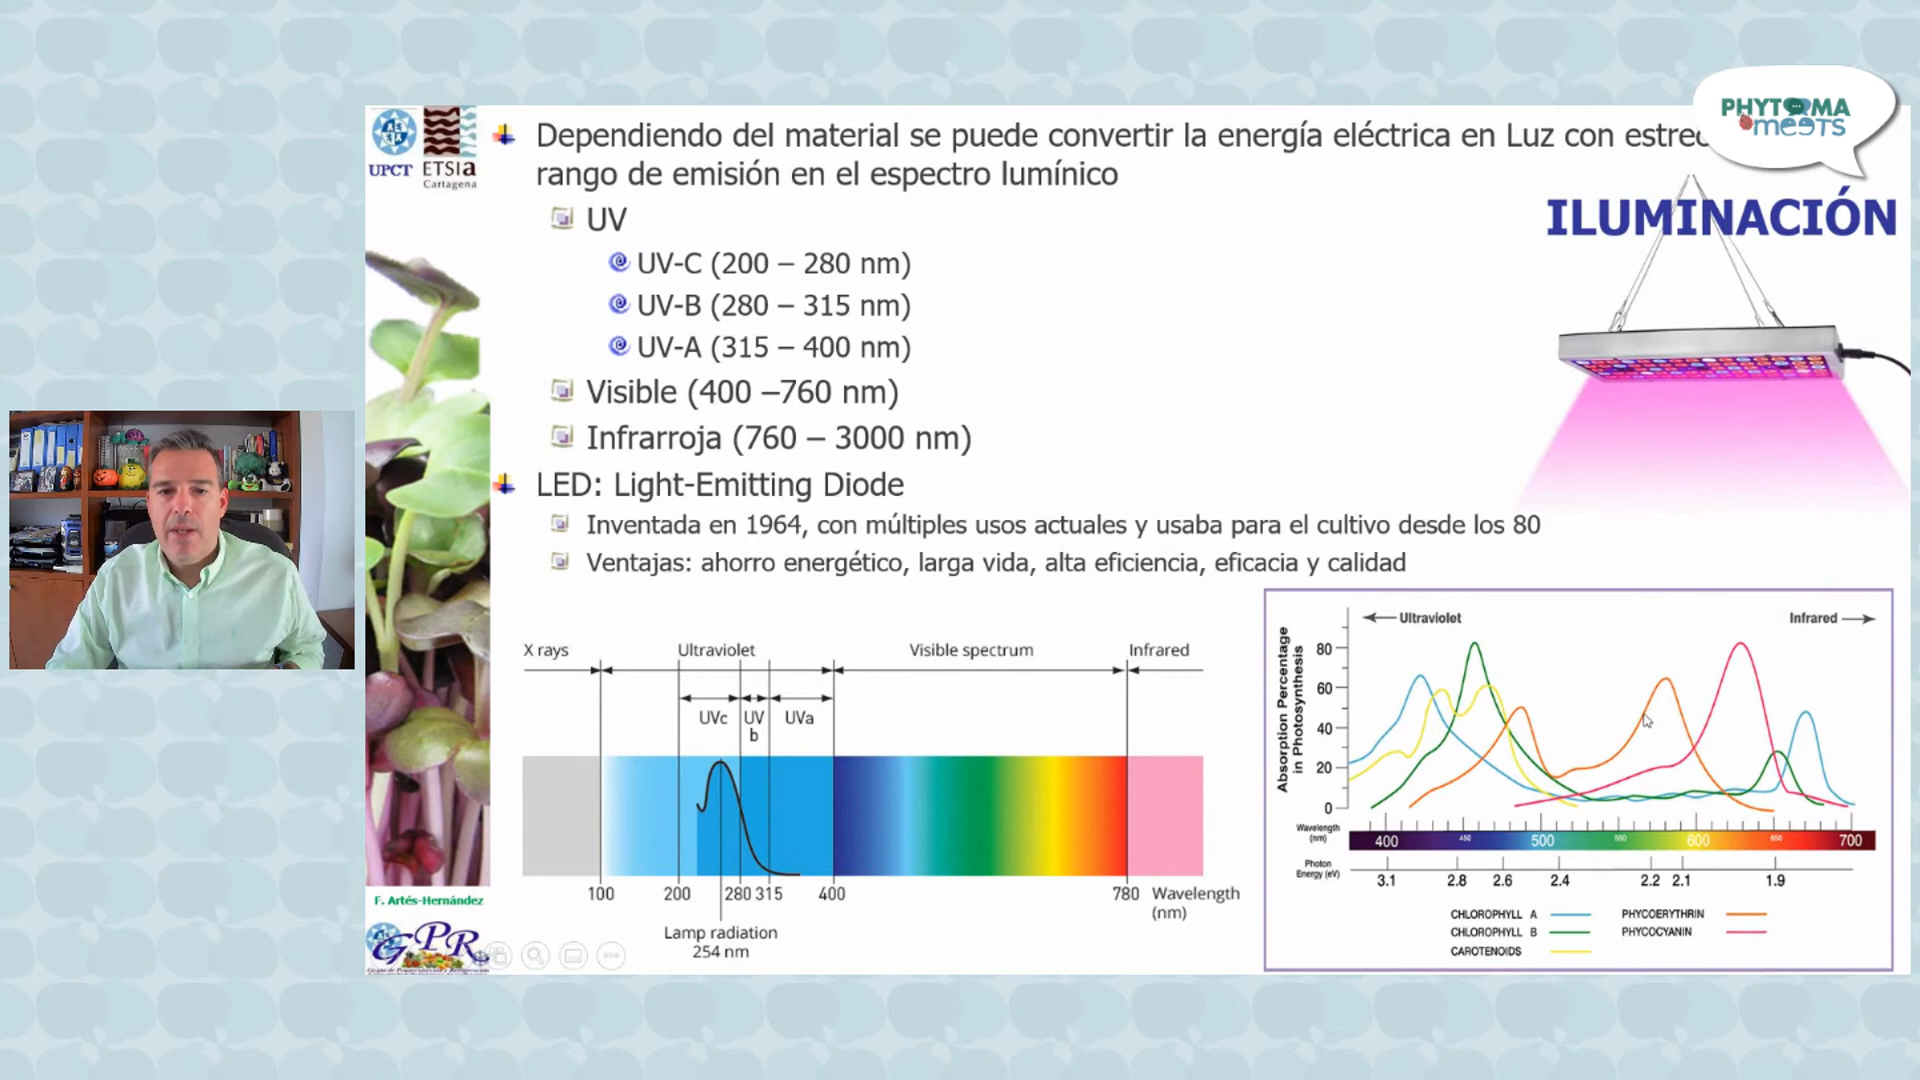 PHYTOMA
meets
UPCT
ETSIa
Cartagena
Dependiendo del material se puede convertir la energía eléctrica en Luz con estrec
rango de emisión en el espectro lumínico
ILUMINACIÓN
UV
UV-C (200 – 280 nm)
UV-B (280 – 315 nm)
UV-A (315 – 400 nm)
Visible (400 –760 nm)
Infrarroja (760 – 3000 nm)
LED: Light-Emitting Diode
Inventada en 1964, con múltiples usos actuales y usaba para el cultivo desde los 80
Ventajas: ahorro energético, larga vida, alta eficiencia, eficacia y calidad
X rays Ultraviolet Visible spectrum Infrared
UVc UV b UVa
100 200 280 315 400 780 Wavelength
(nm)
Lamp radiation
254 nm
Ultraviolet Infrared
Absorption Percentage
in Photosynthesis
80
60
40
20
0
Wavelength
(nm)
400 450 500 550 600 650 700
Photon
Energy (eV)
3.1 2.8 2.6 2.4 2.2 2.1 1.9
CHLOROPHYLL A PHYCOERYTHRIN
CHLOROPHYLL B PHYCOCYANIN
CAROTENOIDS
F. Artés-Hernández
GPR